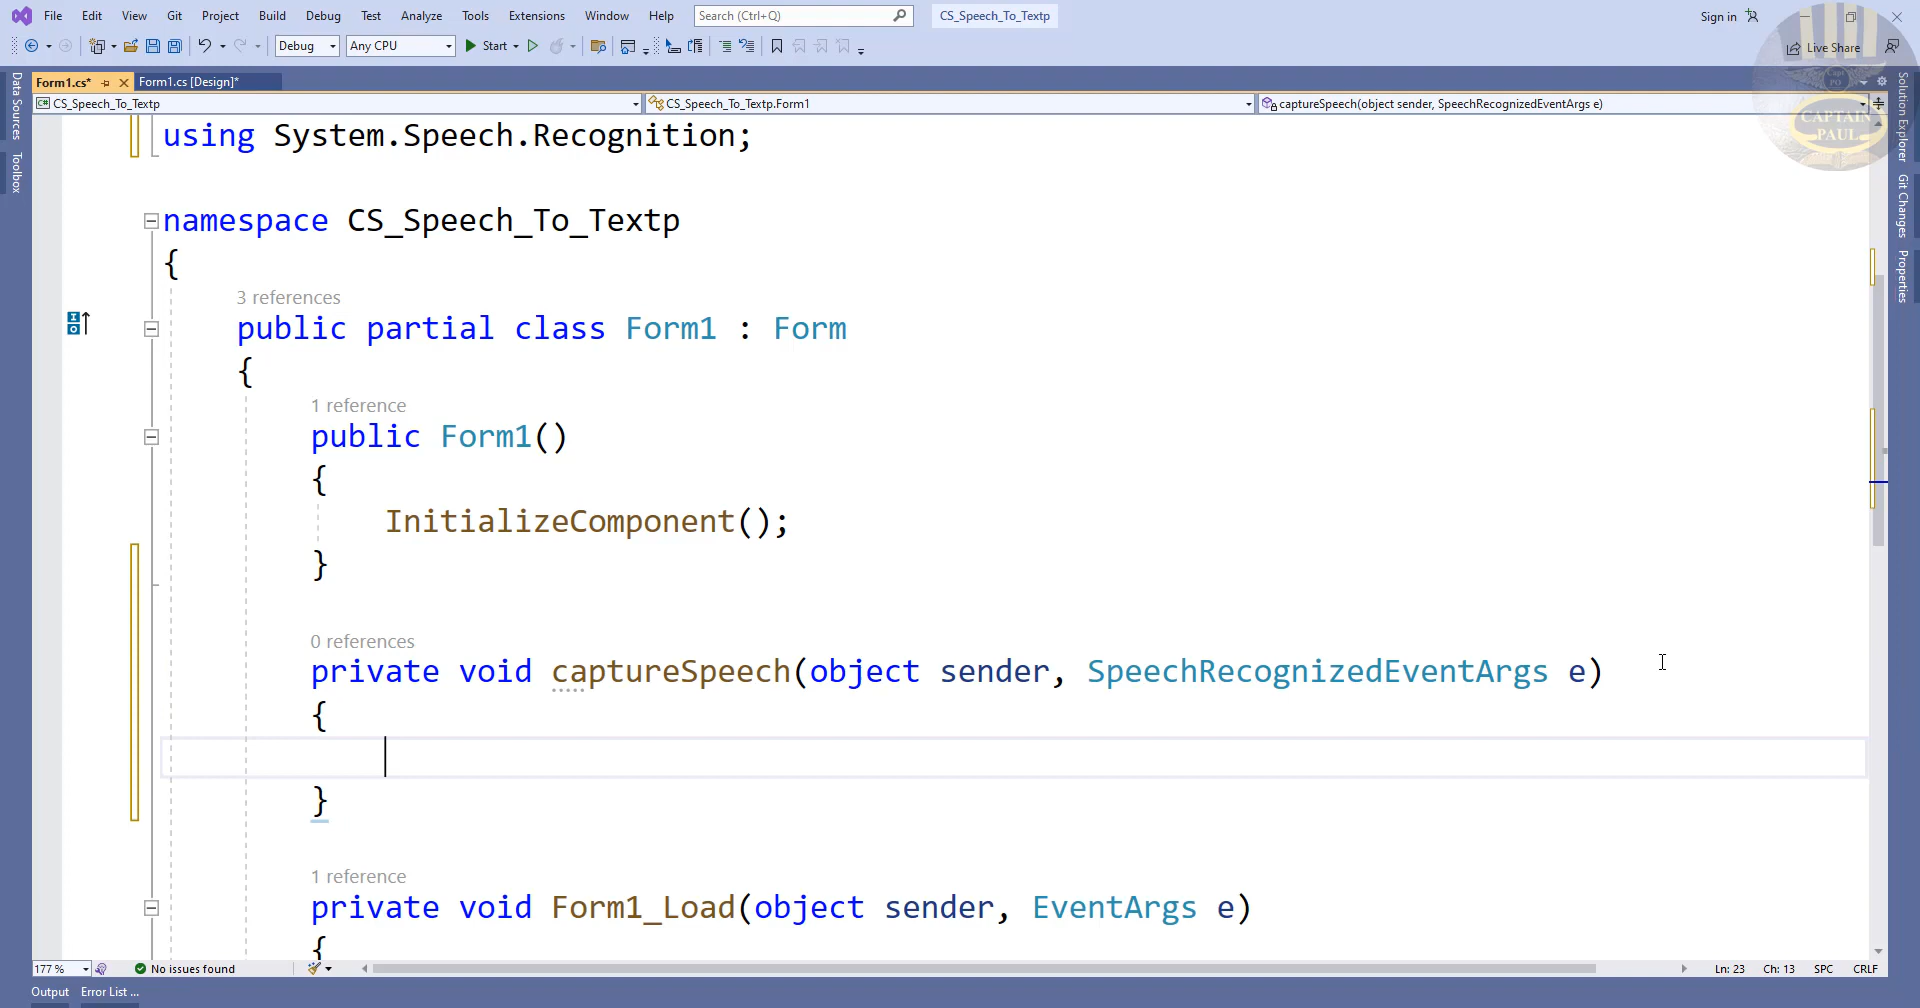 File Edit View Git Project Build Debug Test Analyze Tools Extensions Window Help Search (Ctrl+Q) CS_Speech_To_Textp Sign in
Debug Any CPU Start Live Share
Form1.cs* Form1.cs [Design]*
CS_Speech_To_Textp CS_Speech_To_Textp.Form1 captureSpeech(object sender, SpeechRecognizedEventArgs e)
Data Sources
Toolbox
Capt
PO
CAPTAIN
PAUL
Solution Explorer
Git Changes
Properties
using System.Speech.Recognition;
namespace CS_Speech_To_Textp
{
3 references
public partial class Form1 : Form
{
1 reference
public Form1()
{
InitializeComponent();
}
0 references
private void captureSpeech(object sender, SpeechRecognizedEventArgs e)
{
}
1 reference
private void Form1_Load(object sender, EventArgs e)
{
177 % No issues found Ln: 23 Ch: 13 SPC CRLF
Output Error List ...